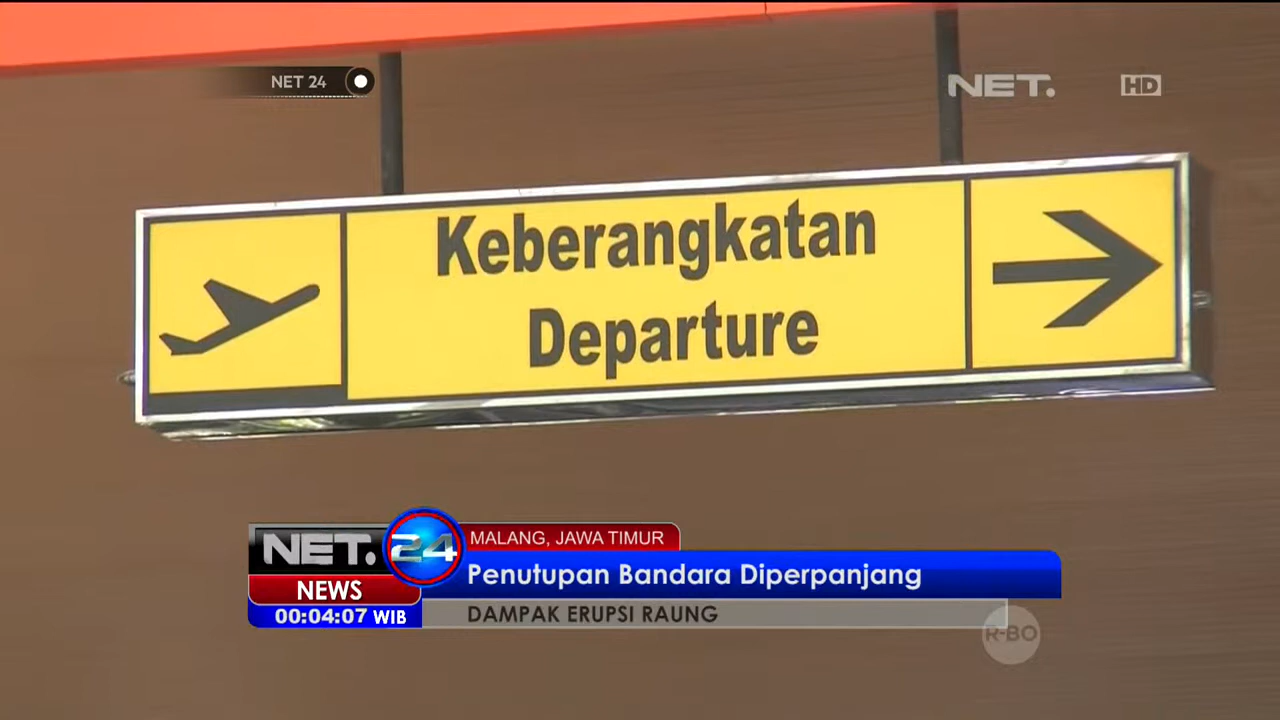 NET 24
NET.
HD
Keberangkatan
Departure
NET. 24
NEWS
00:04:07 WIB
MALANG, JAWA TIMUR
Penutupan Bandara Diperpanjang
DAMPAK ERUPSI RAUNG
R-BO